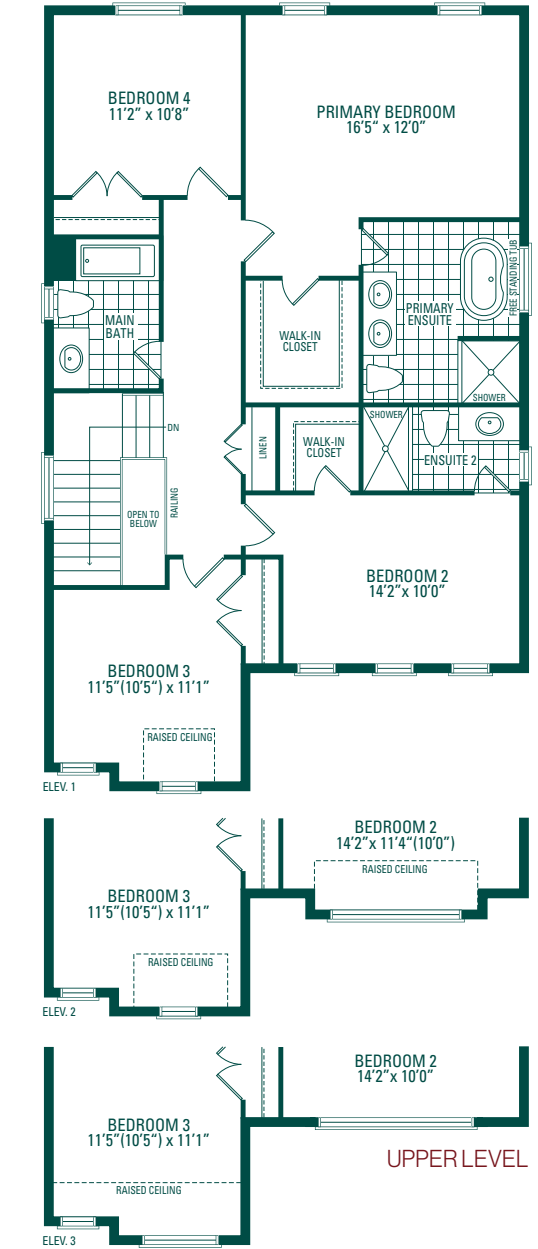 BEDROOM 4
11'2" x 10'8"
PRIMARY BEDROOM
16'5" x 12'0"
MAIN
BATH
PRIMARY
ENSUITE
FREE STANDING TUB
WALK-IN
CLOSET
SHOWER
DN
LINEN
WALK-IN
CLOSET
SHOWER
ENSUITE 2
OPEN TO
BELOW
RAILING
BEDROOM 2
14'2"x 10'0"
BEDROOM 3
11'5"(10'5") x 11'1"
RAISED CEILING
ELEV. 1
BEDROOM 2
14'2"x 11'4"(10'0")
RAISED CEILING
BEDROOM 3
11'5"(10'5") x 11'1"
RAISED CEILING
ELEV. 2
BEDROOM 2
14'2"x 10'0"
BEDROOM 3
11'5"(10'5") x 11'1"
UPPER LEVEL
RAISED CEILING
ELEV. 3